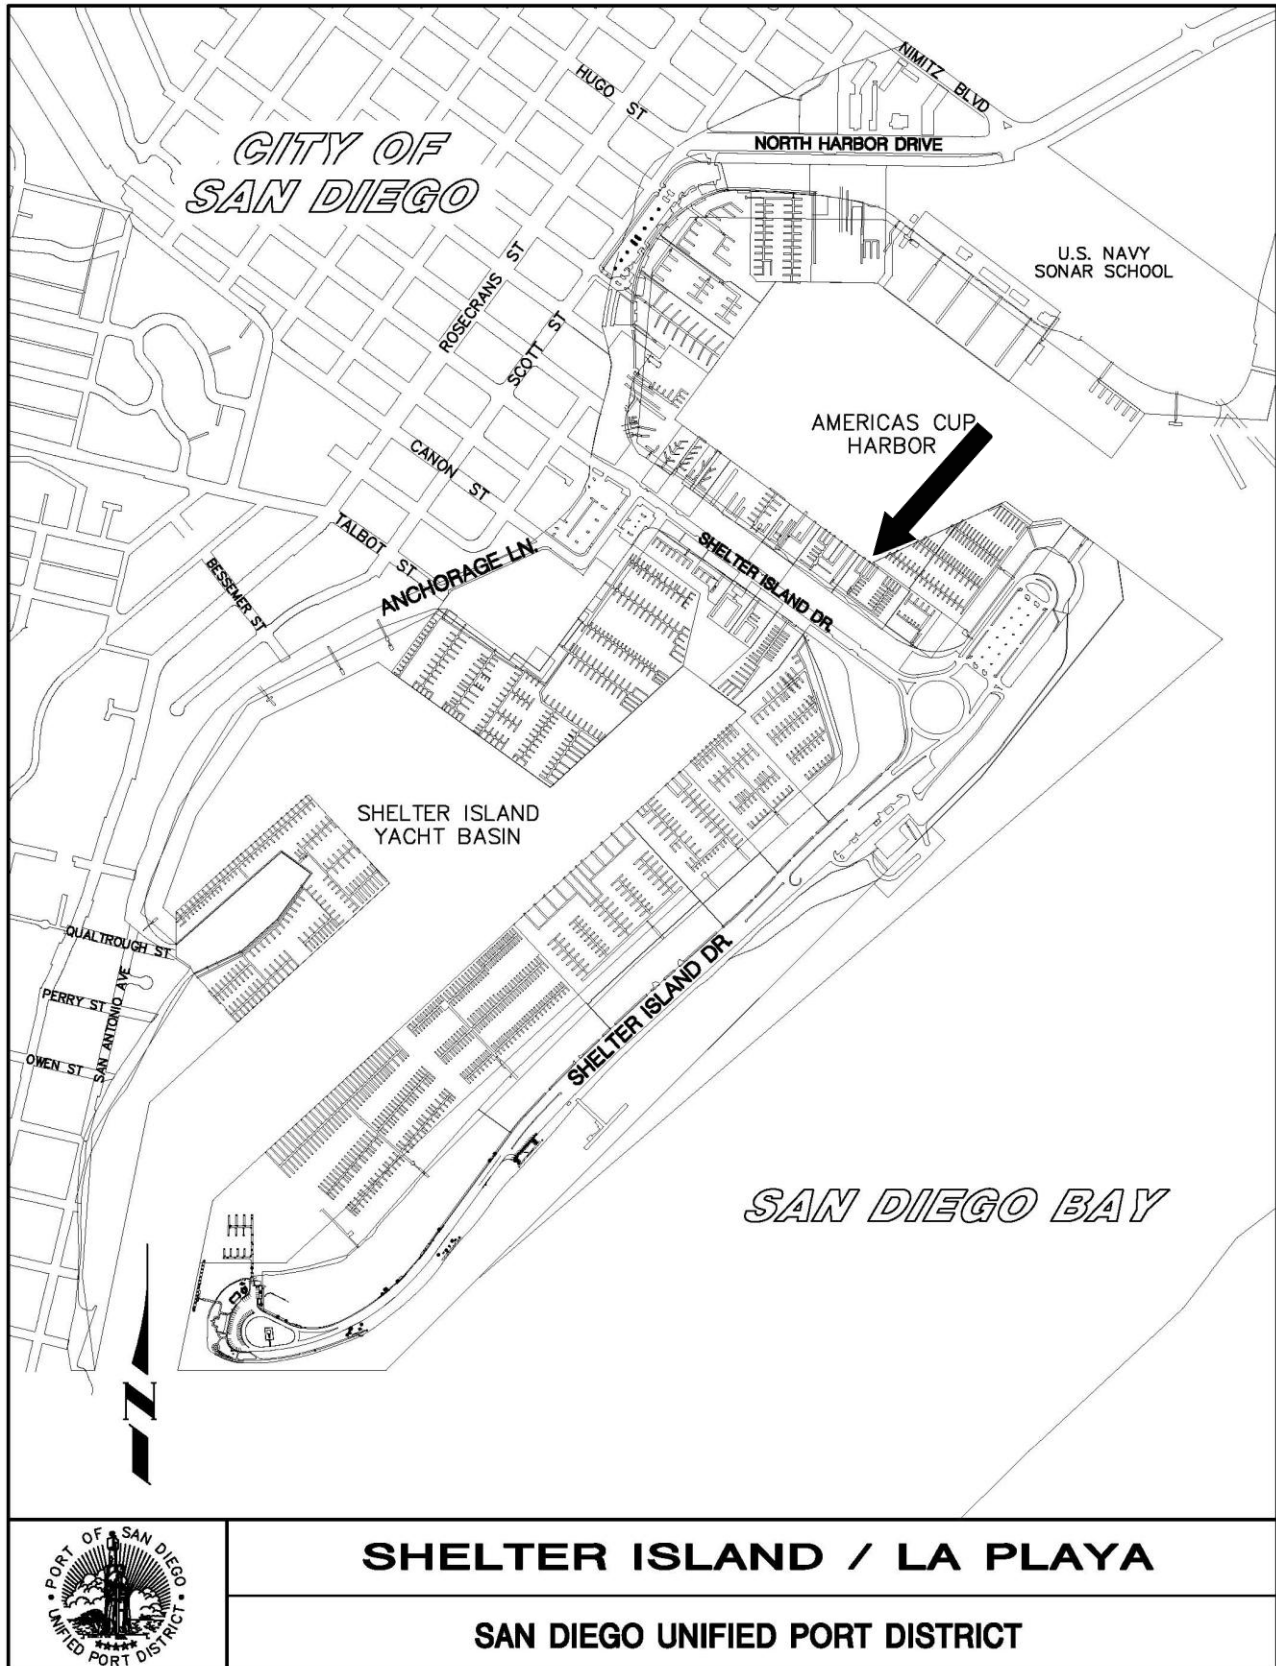 NIMITZ BLVD
HUGO ST
NORTH HARBOR DRIVE
CITY OF
SAN DIEGO
U.S. NAVY
SONAR SCHOOL
ROSECRANS ST
SCOTT ST
AMERICAS CUP
HARBOR
CANON ST
TALBOT ST
SHELTER ISLAND DR.
ANCHORAGE LN.
BESSEMER ST
SHELTER ISLAND
YACHT BASIN
QUALTROUGH ST
PERRY ST
SAN ANTONIO AVE
OWEN ST
SHELTER ISLAND DR.
SAN DIEGO BAY
N
PORT OF SAN DIEGO
UNIFIED PORT DISTRICT
SHELTER ISLAND / LA PLAYA
SAN DIEGO UNIFIED PORT DISTRICT